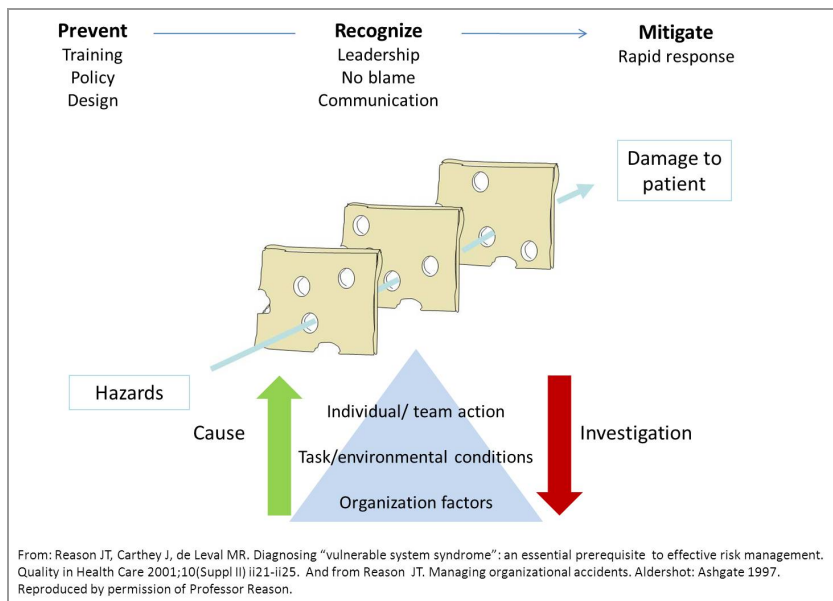 Prevent
Training
Policy
Design
Recognize
Leadership
No blame
Communication
Mitigate
Rapid response
Damage to
patient
Hazards
Cause
Individual/ team action
Task/environmental conditions
Organization factors
Investigation
From: Reason JT, Carthey J, de Leval MR. Diagnosing “vulnerable system syndrome”: an essential prerequisite to effective risk management.
Quality in Health Care 2001;10(Suppl II) ii21-ii25. And from Reason JT. Managing organizational accidents. Aldershot: Ashgate 1997.
Reproduced by permission of Professor Reason.